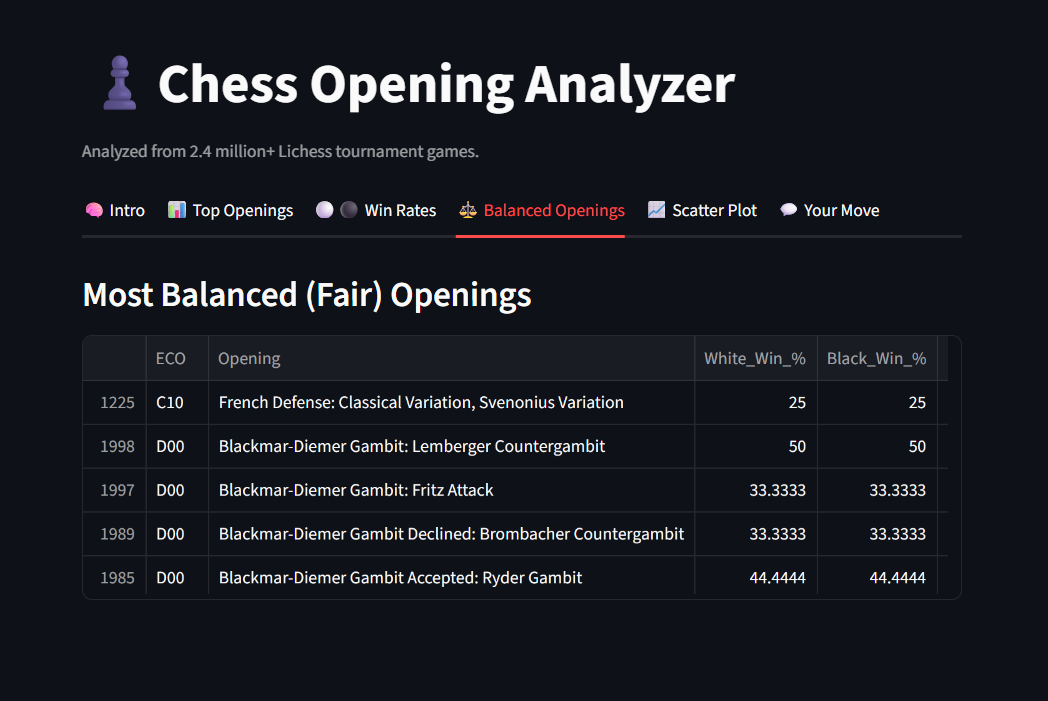 Chess Opening Analyzer
Analyzed from 2.4 million+ Lichess tournament games.
Intro Top Openings Win Rates Balanced Openings Scatter Plot Your Move
Most Balanced (Fair) Openings
ECO Opening White_Win_% Black_Win_%
1225 C10 French Defense: Classical Variation, Svenonius Variation 25 25
1998 D00 Blackmar-Diemer Gambit: Lemberger Countergambit 50 50
1997 D00 Blackmar-Diemer Gambit: Fritz Attack 33.3333 33.3333
1989 D00 Blackmar-Diemer Gambit Declined: Brombacher Countergambit 33.3333 33.3333
1985 D00 Blackmar-Diemer Gambit Accepted: Ryder Gambit 44.4444 44.4444